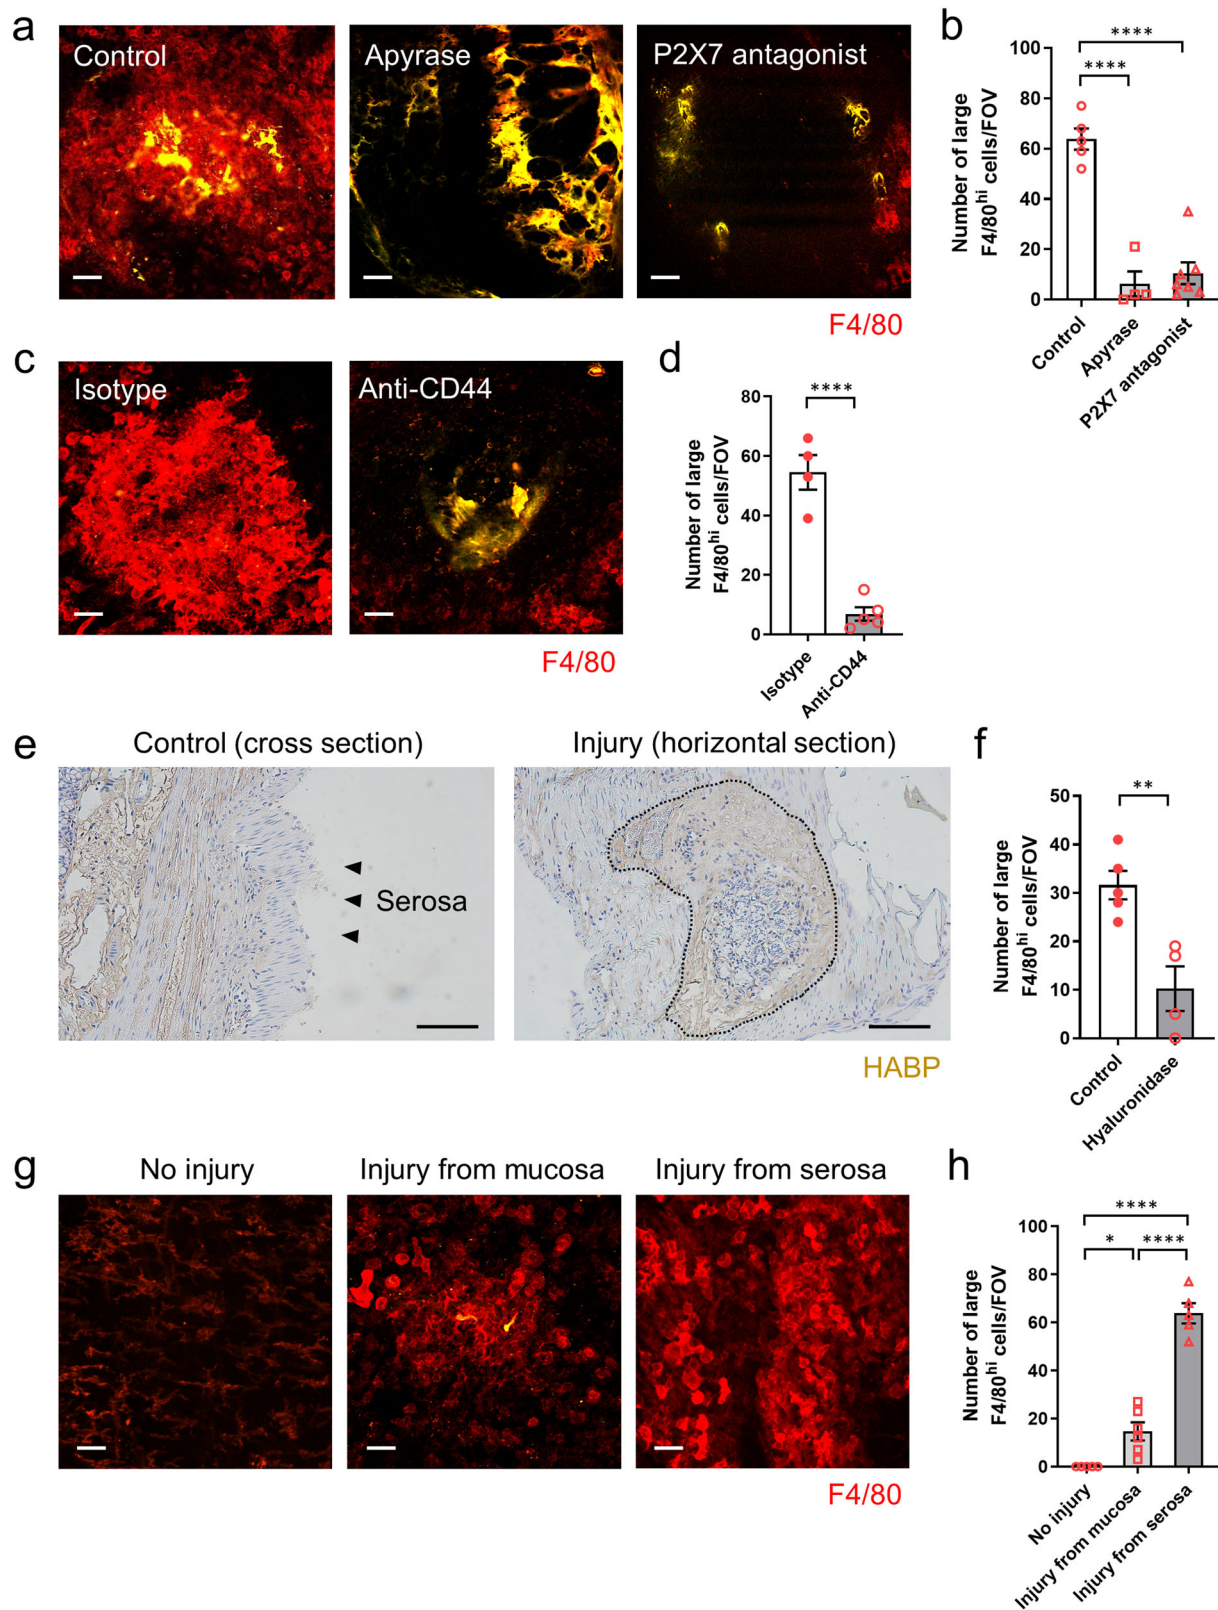 a
Control
Apyrase
P2X7 antagonist
F4/80
b
Number of large
F4/80hi cells/FOV
100
80
60
40
20
0
****
****
Control
Apyrase
P2X7 antagonist
c
Isotype
Anti-CD44
F4/80
d
Number of large
F4/80hi cells/FOV
80
60
40
20
0
****
Isotype
Anti-CD44
e
Control (cross section)
Injury (horizontal section)
Serosa
HABP
f
Number of large
F4/80hi cells/FOV
50
40
30
20
10
0
**
Control
Hyaluronidase
g
No injury
Injury from mucosa
Injury from serosa
F4/80
h
Number of large
F4/80hi cells/FOV
100
80
60
40
20
0
****
*
****
No injury
Injury from mucosa
Injury from serosa